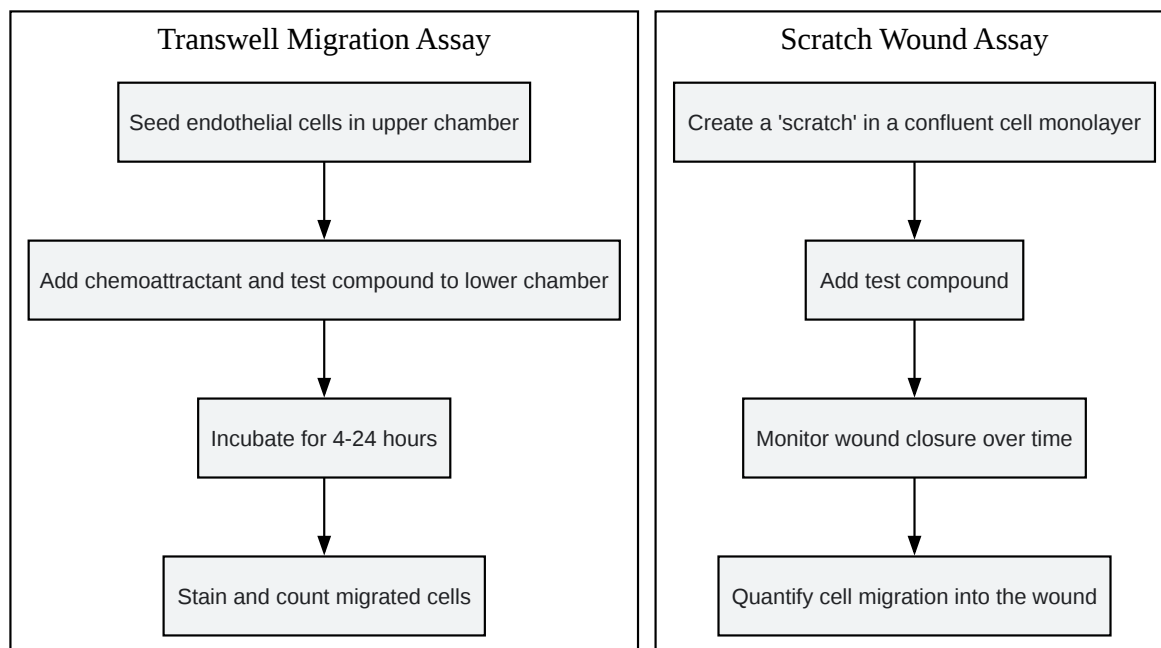 Transwell Migration Assay
Seed endothelial cells in upper chamber
Add chemoattractant and test compound to lower chamber
Incubate for 4-24 hours
Stain and count migrated cells
Scratch Wound Assay
Create a 'scratch' in a confluent cell monolayer
Add test compound
Monitor wound closure over time
Quantify cell migration into the wound